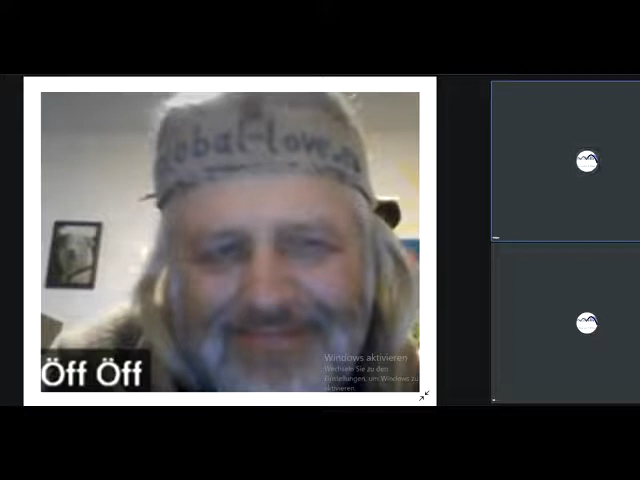 obal-love.
Öff Öff
Windows aktivieren
Wechseln Sie zu den
Einstellungen, um Windows zu
aktivieren.